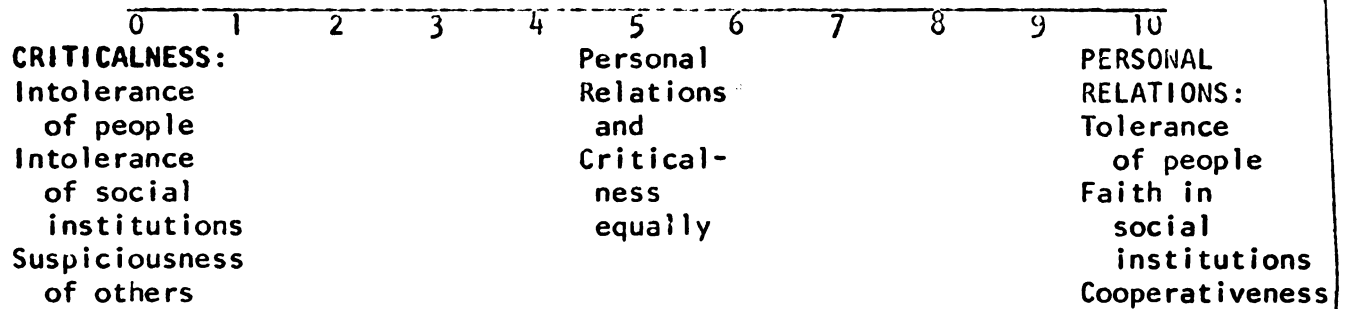 0 1 2 3 4 5 6 7 8 9 10
CRITICALNESS: Personal PERSONAL
Intolerance Relations RELATIONS:
of people and Tolerance
Intolerance Critical- of people
of social ness Faith in
institutions equally social
Suspiciousness institutions
of others Cooperativeness